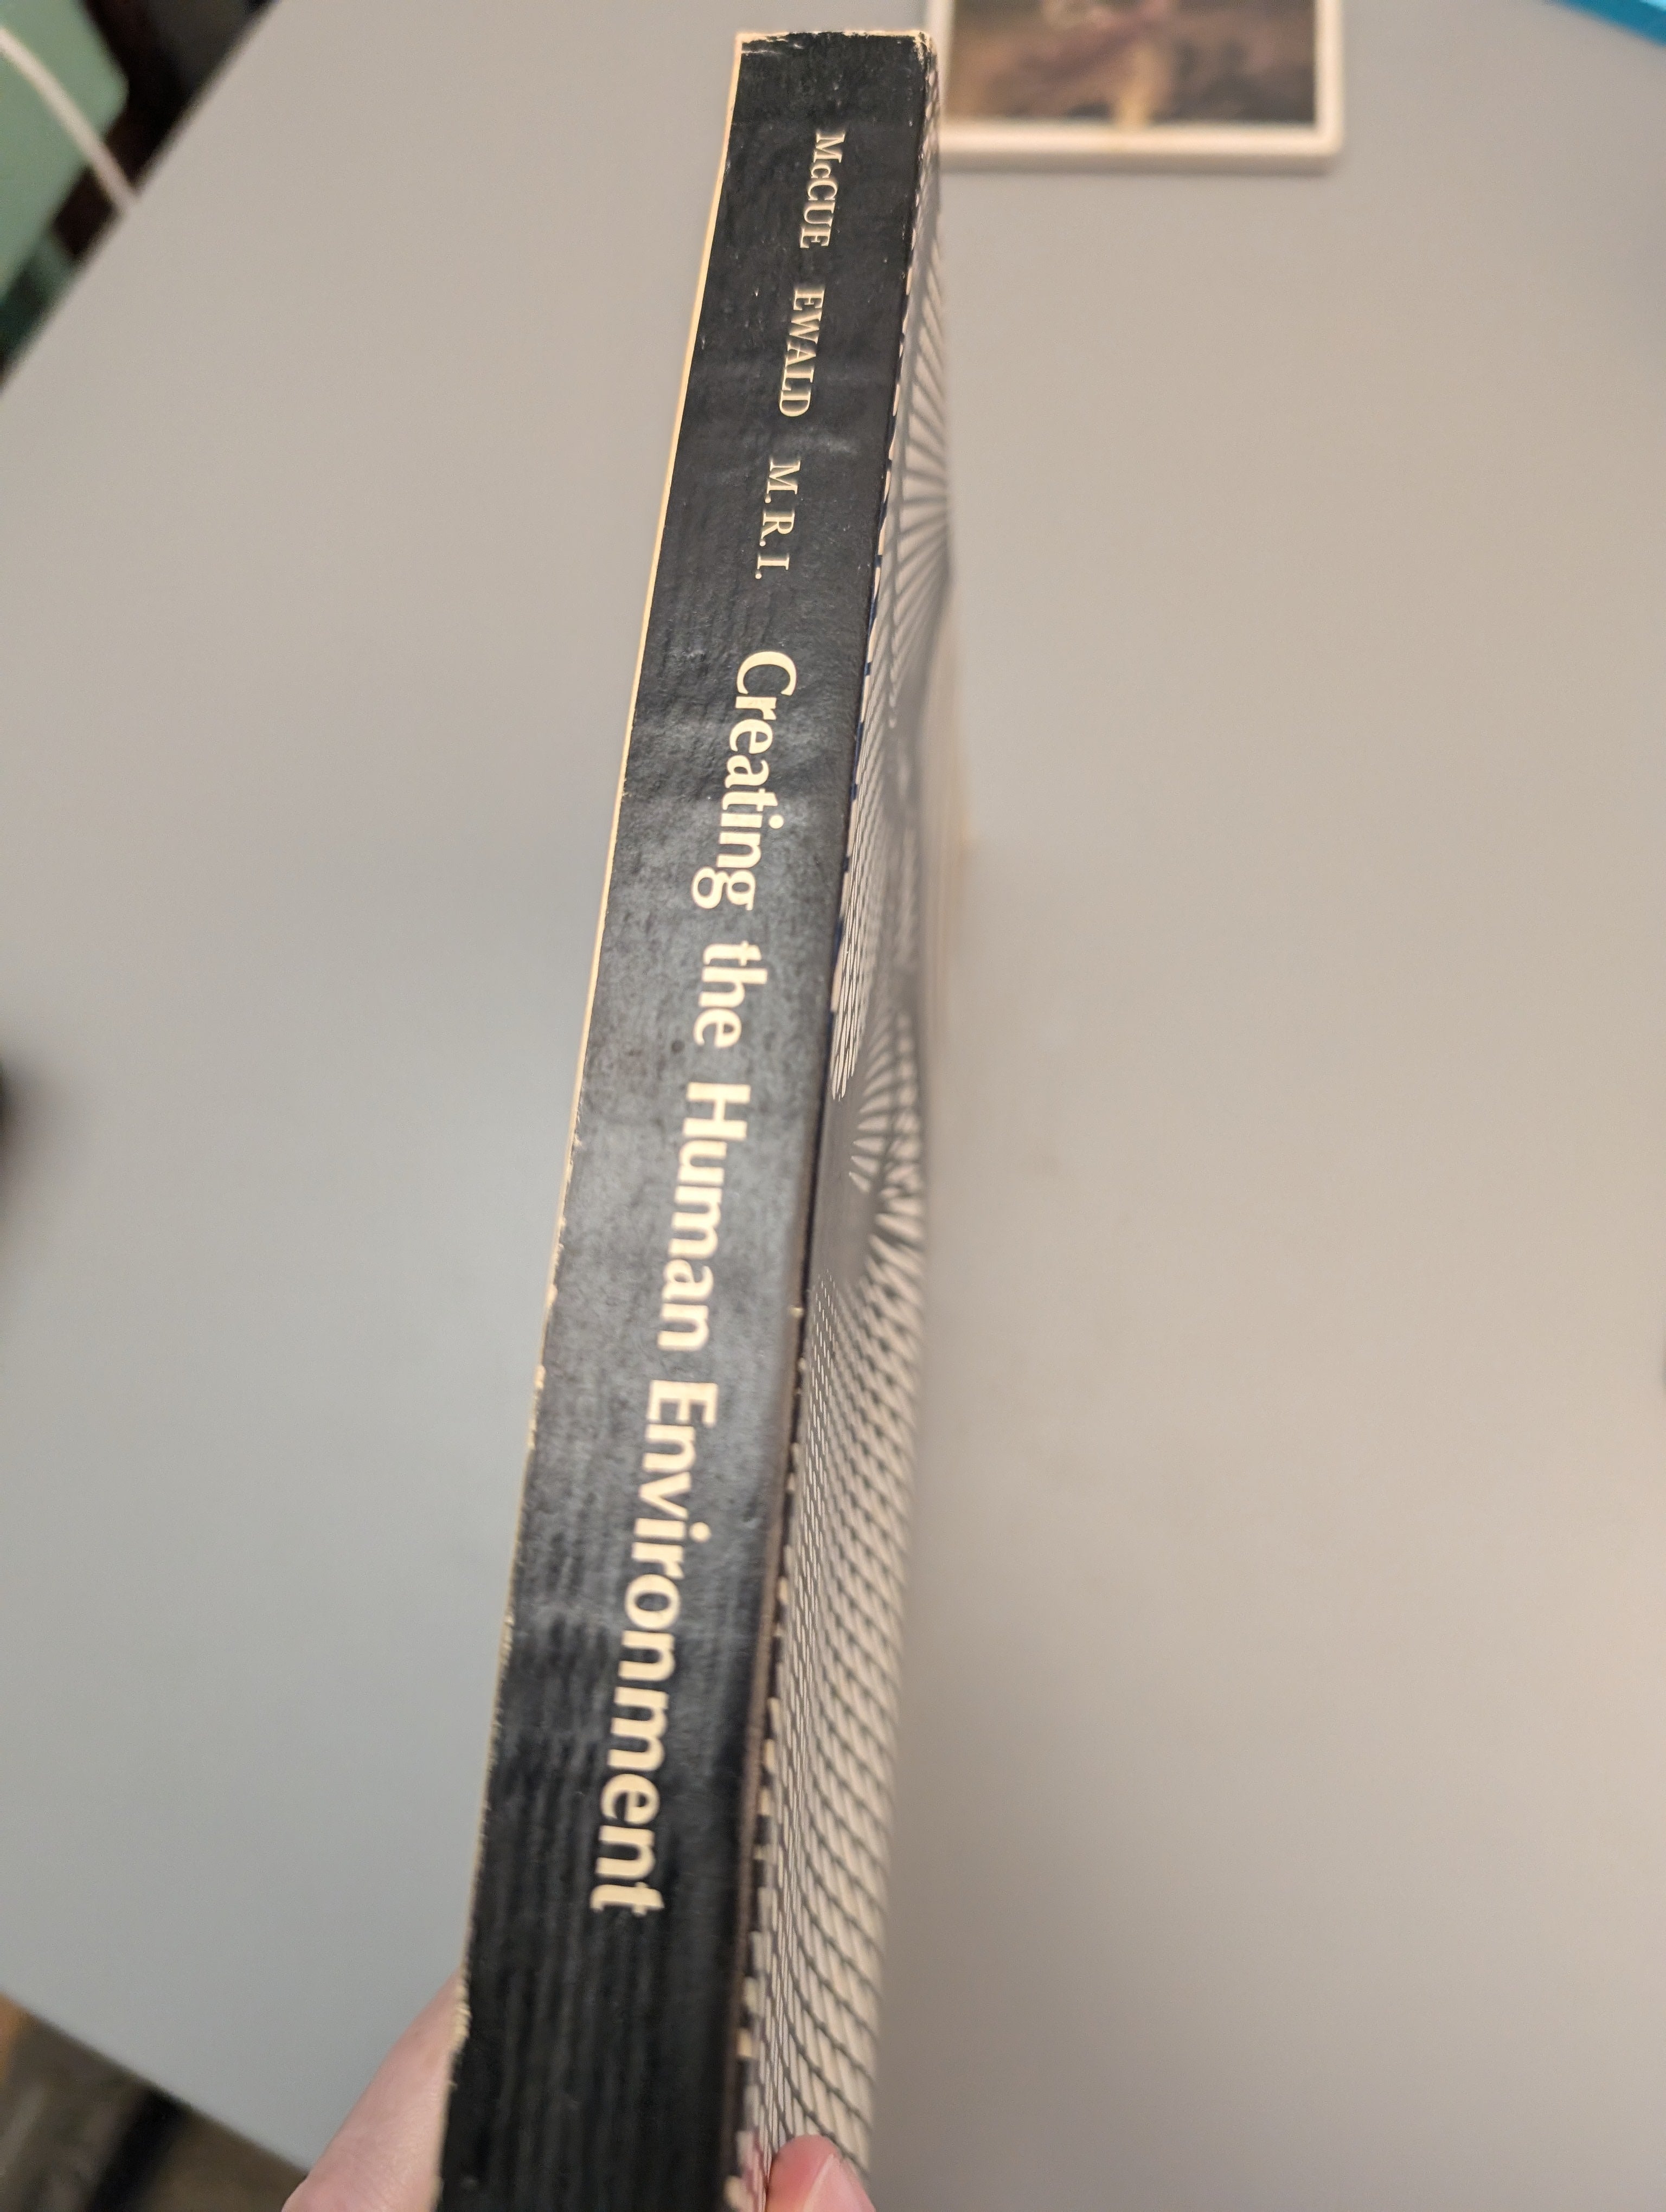 McCUE EWALD M.R.I. Creating the Human Environment